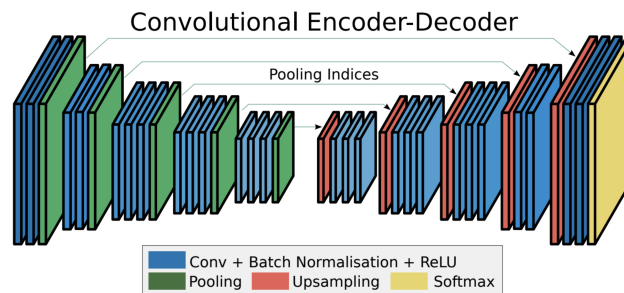 Convolutional Encoder-Decoder
Pooling Indices
Conv + Batch Normalisation + ReLU
Pooling Upsampling Softmax